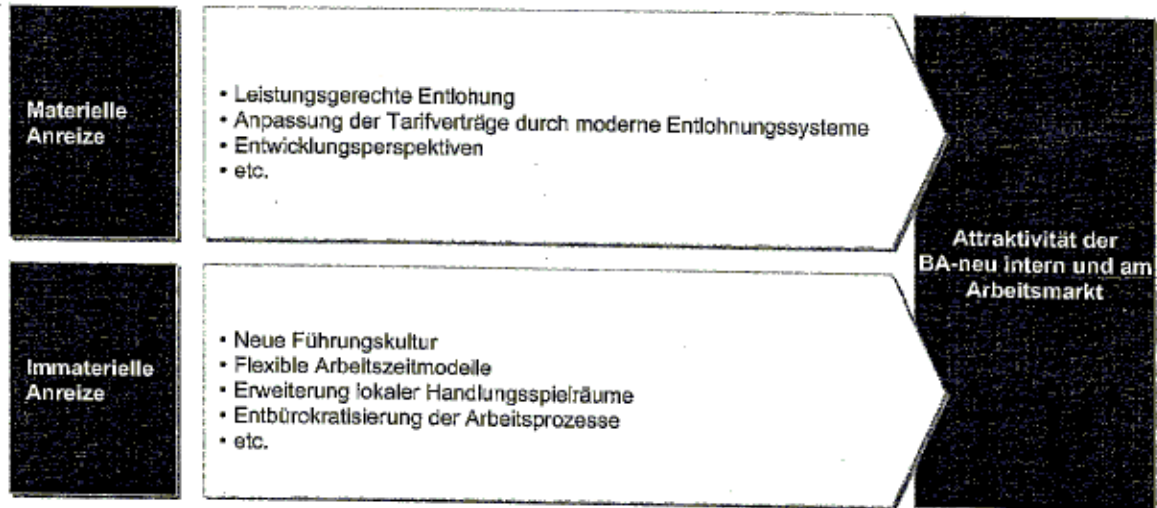 Materielle
Anreize
• Leistungsgerechte Entlohung
• Anpassung der Tarifverträge durch moderne Entlohnungssysteme
• Entwicklungsperspektiven
• etc.
Immaterielle
Anreize
• Neue Führungskultur
• Flexible Arbeitszeitmodelle
• Erweiterung lokaler Handlungsspielräume
• Entbürokratisierung der Arbeitsprozesse
• etc.
Attraktivität der
BA-neu intern und am
Arbeitsmarkt